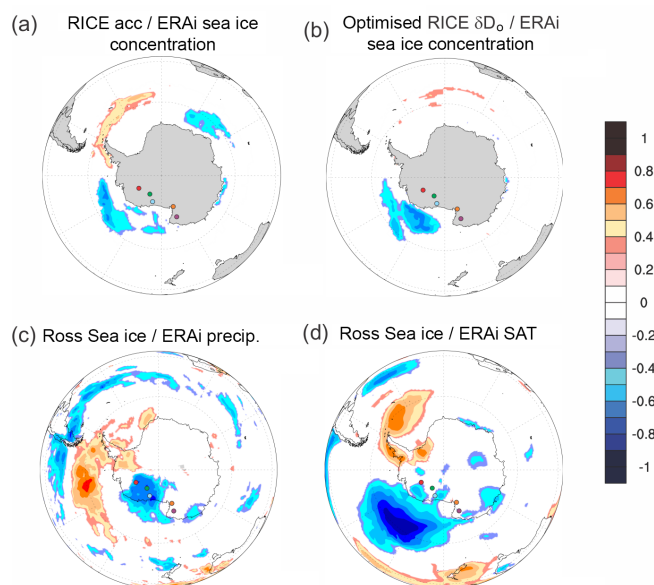 (a) RICE acc / ERAi sea ice
concentration
(b) Optimised RICE δDₒ / ERAi
sea ice concentration
(c) Ross Sea ice / ERAi precip.
(d) Ross Sea ice / ERAi SAT
1
0.8
0.6
0.4
0.2
0
-0.2
-0.4
-0.6
-0.8
-1